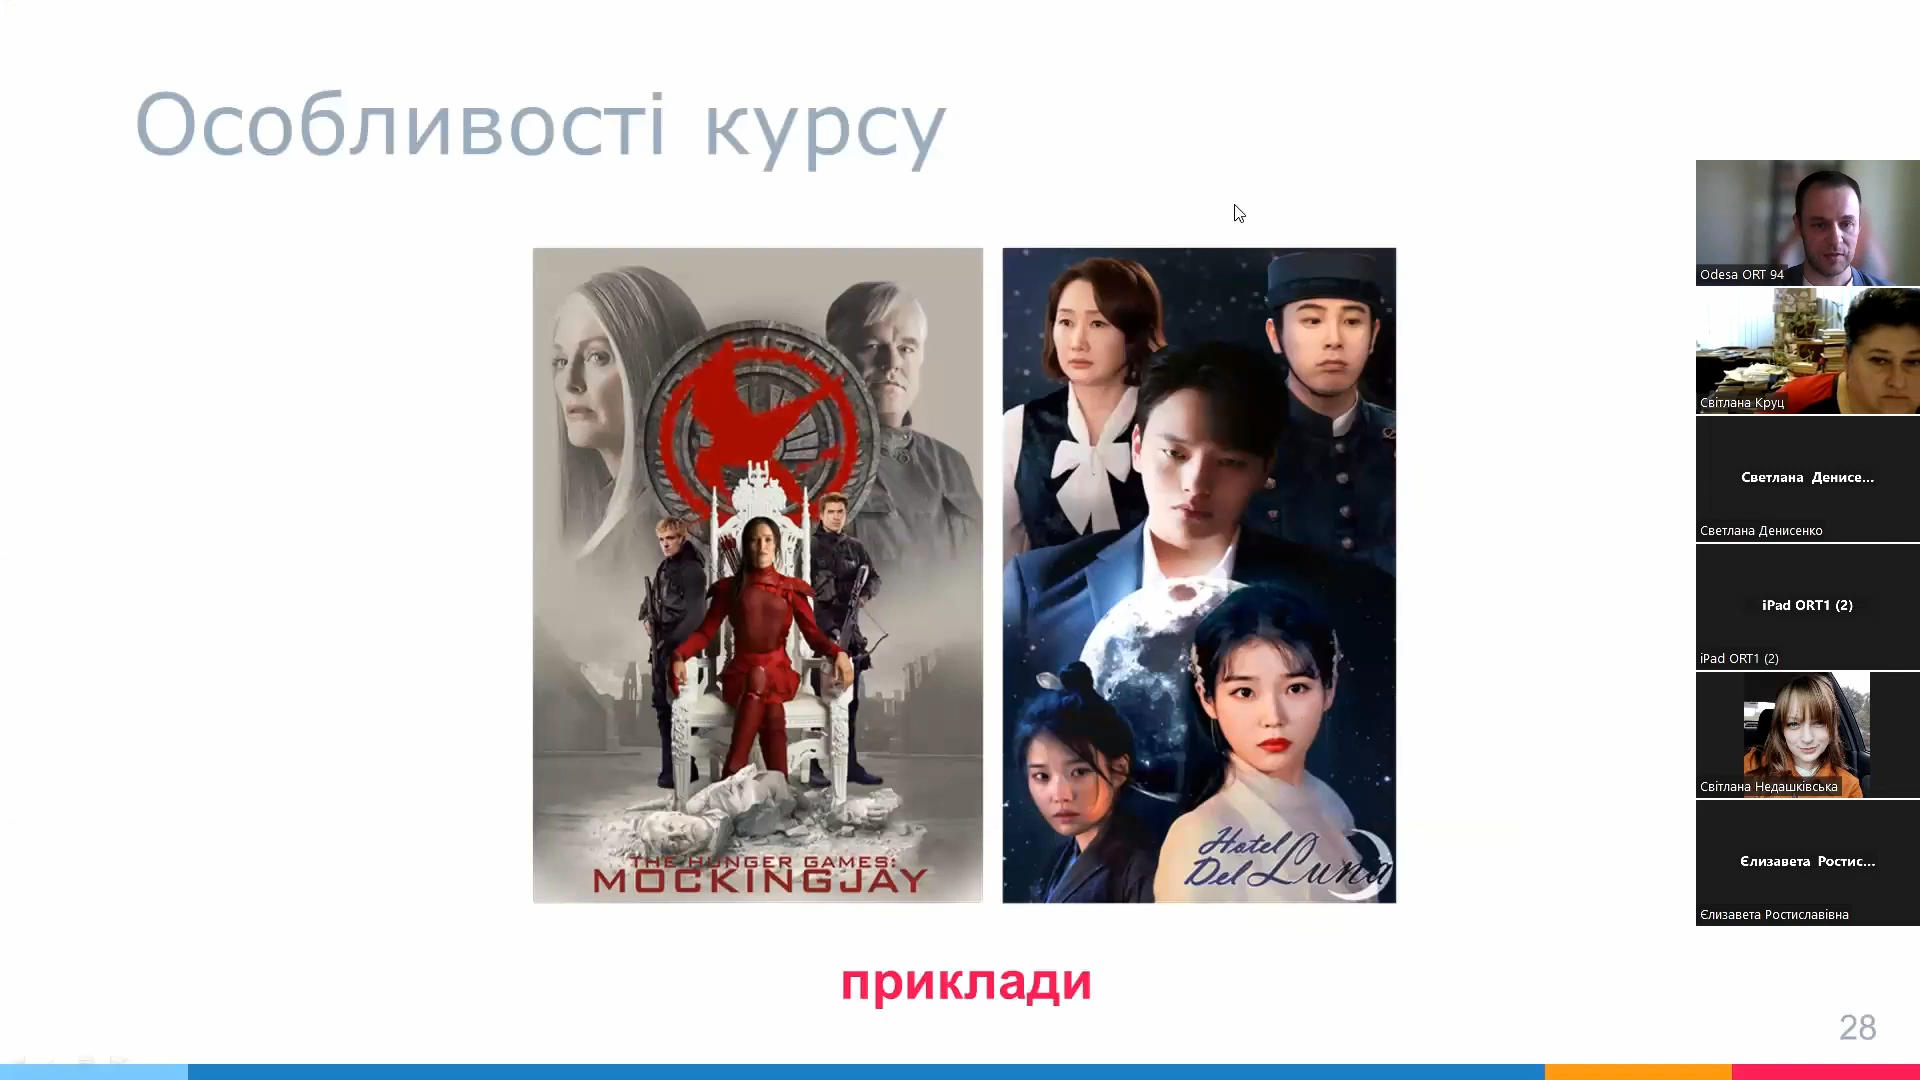 Особливості курсу
THE HUNGER GAMES:
MOCKINGJAY
Hotel
Del Luna
приклади
28
Odesa ORT 94
Світлана Круц
Светлана Денисе...
Светлана Денисенко
iPad ORT1 (2)
iPad ORT1 (2)
Світлана Недашківська
Єлизавета Ростис...
Єлизавета Ростиславівна